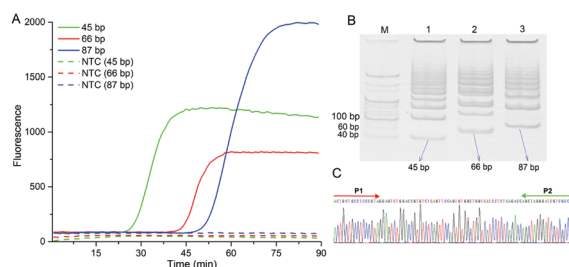 A
45 bp
66 bp
87 bp
NTC (45 bp)
NTC (66 bp)
NTC (87 bp)
2000
1500
1000
500
0
Fluorescence
15 30 45 60 75 90
Time (min)
B
M 1 2 3
100 bp
60 bp
40 bp
45 bp 66 bp 87 bp
C
P1 P2